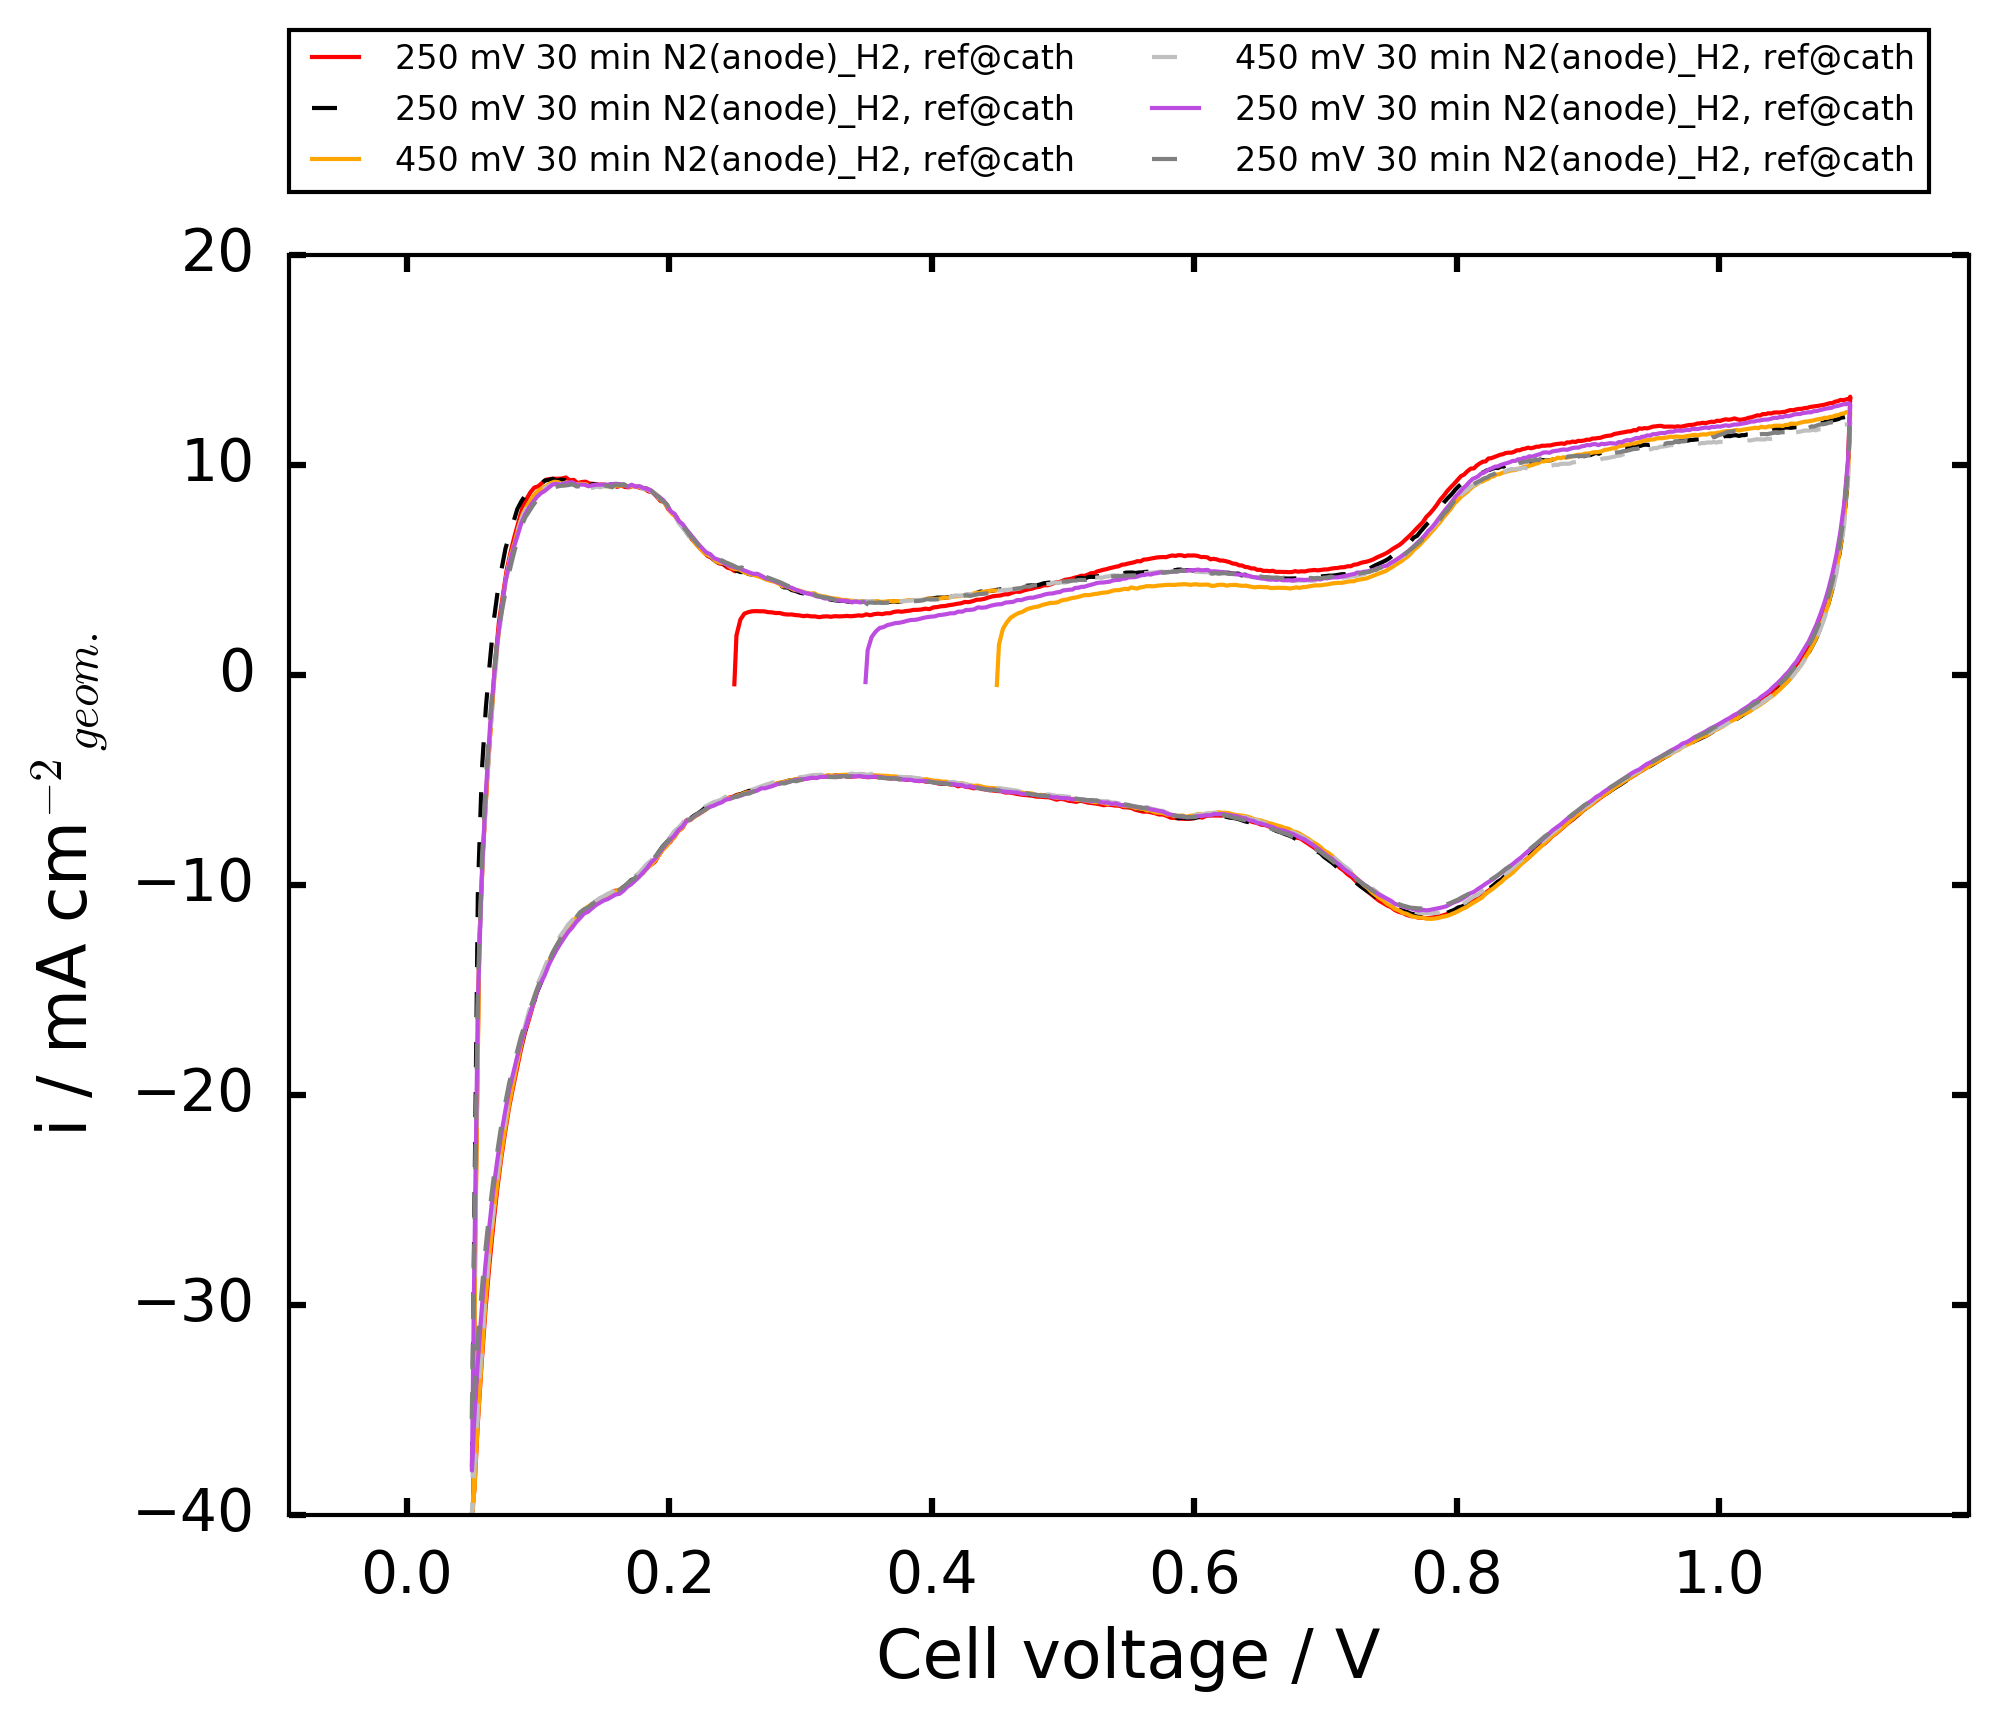 250 mV 30 min N2(anode)_H2, ref@cath
250 mV 30 min N2(anode)_H2, ref@cath
450 mV 30 min N2(anode)_H2, ref@cath
450 mV 30 min N2(anode)_H2, ref@cath
250 mV 30 min N2(anode)_H2, ref@cath
250 mV 30 min N2(anode)_H2, ref@cath
i / mA cm⁻² geom.
20
10
0
−10
−20
−30
−40
0.0 0.2 0.4 0.6 0.8 1.0
Cell voltage / V